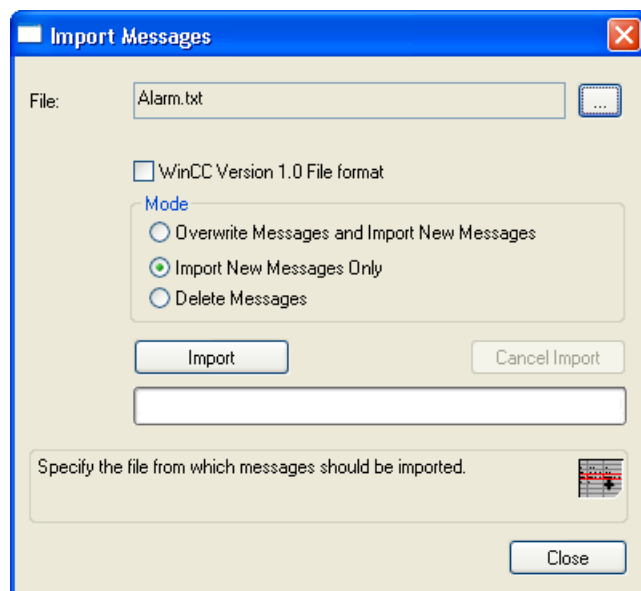 Import Messages
File:
Alarm.txt
...
WinCC Version 1.0 File format
Mode
Overwrite Messages and Import New Messages
Import New Messages Only
Delete Messages
Import
Cancel Import
Specify the file from which messages should be imported.
Close